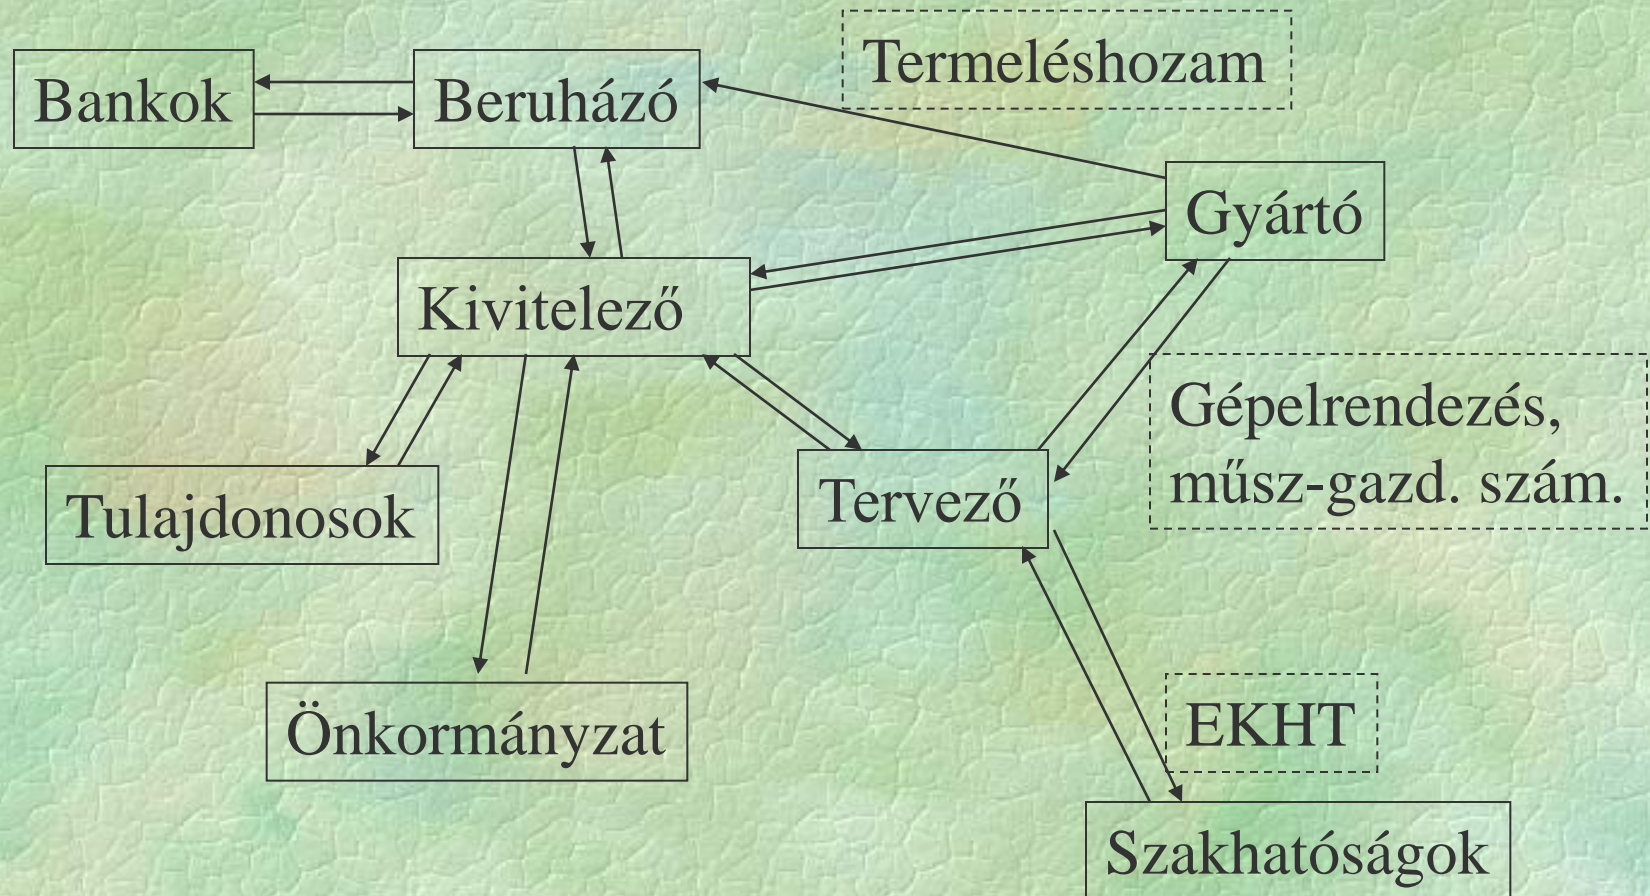 Termeléshozam
Bankok
Beruházó
Gyártó
Kivitelező
Gépelrendezés,
műsz-gazd. szám.
Tulajdonosok
Tervező
Önkormányzat
EKHT
Szakhatóságok